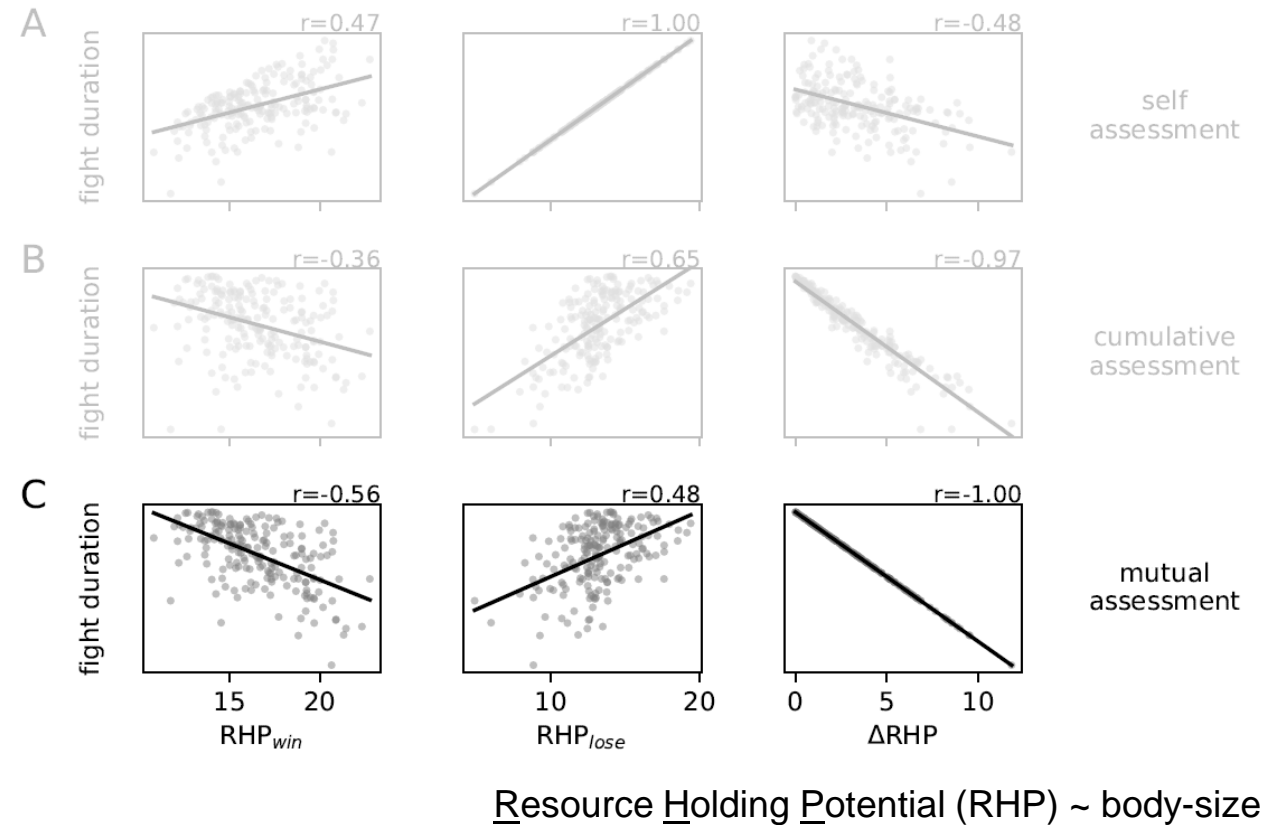 A
r=0.47
r=1.00
r=-0.48
fight duration
self
assessment
B
r=-0.36
r=0.65
r=-0.97
fight duration
cumulative
assessment
C
r=-0.56
r=0.48
r=-1.00
fight duration
mutual
assessment
15 20
10 20
0 5 10
RHPwin
RHPlose
ΔRHP
Resource Holding Potential (RHP) ~ body-size